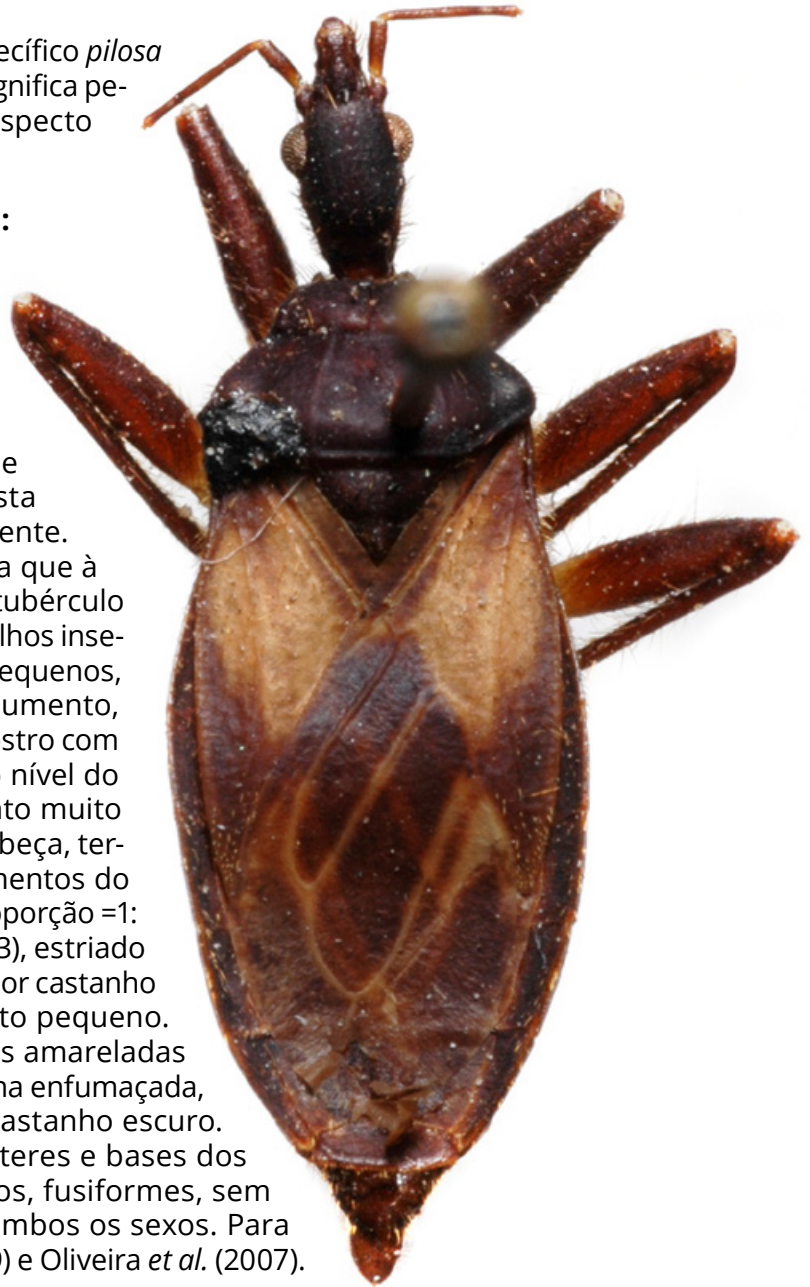 ecífico pilosa
gnifica pe-
specto
:
e
sta
ente.
a que à
tubérculo
lhos inse-
equenos,
umento,
stro com
nível do
to muito
beça, ter-
entos do
porção =1:
3), estriado
or castanho
to pequeno.
s amareladas
na enfumaçada,
astanho escuro.
teres e bases dos
os, fusiformes, sem
mbos os sexos. Para
) e Oliveira et al. (2007).